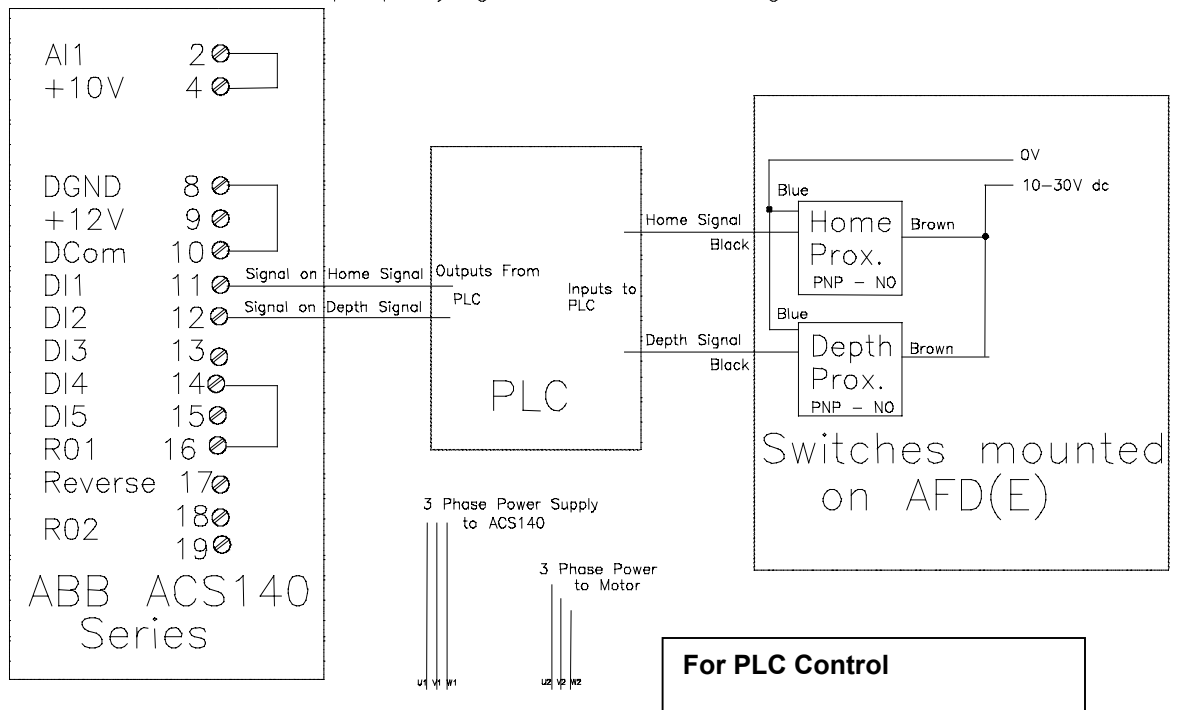 AI1 2
+10V 4
DGND 8
+12V 9
DCom 10
DI1 11
DI2 12
DI3 13
DI4 14
DI5 15
R01 16
Reverse 17
R02 18
19
ABB ACS140
Series
Signal on Home Signal
Signal on Depth Signal
Outputs From
PLC
Inputs to
PLC
PLC
Home Signal
Black
Depth Signal
Black
0V
10-30V dc
Blue
Home
Prox.
PNP - NO
Brown
Blue
Depth
Prox.
PNP - NO
Brown
Switches mounted
on AFD(E)
3 Phase Power Supply
to ACS140
U1 V1 W1
3 Phase Power
to Motor
U2 V2 W2
For PLC Control